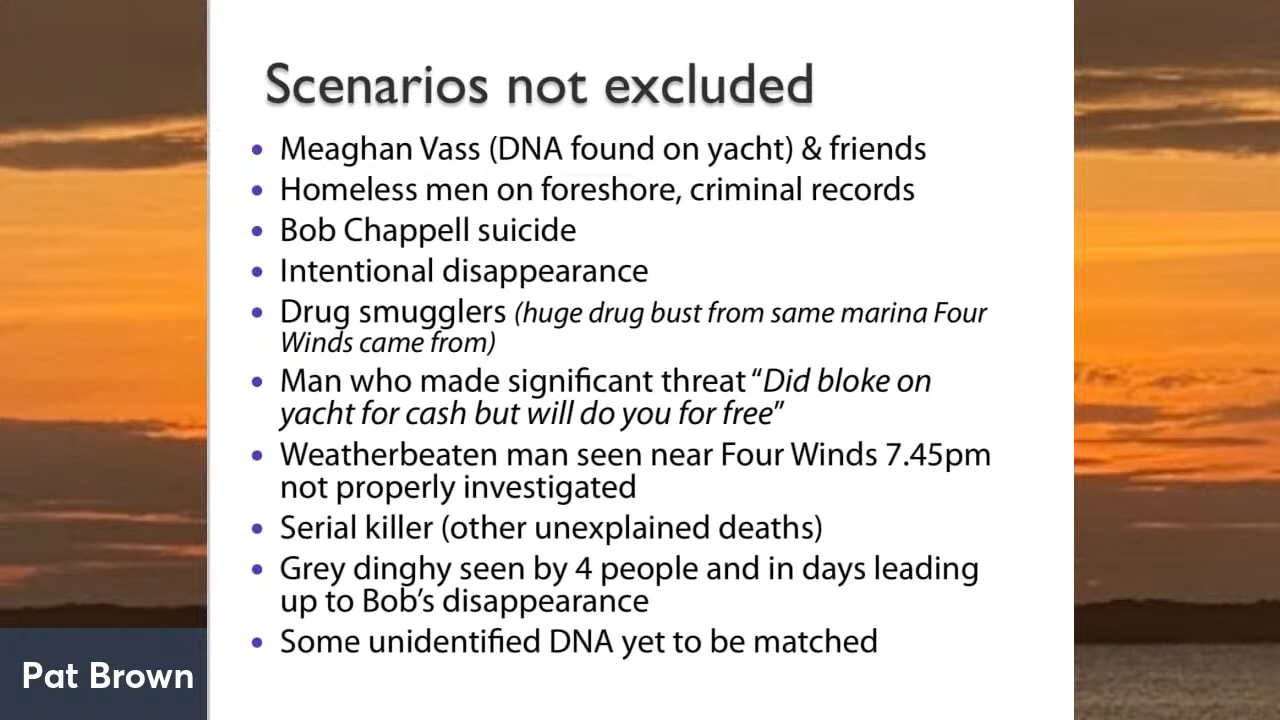 Scenarios not excluded
• Meaghan Vass (DNA found on yacht) & friends
• Homeless men on foreshore, criminal records
• Bob Chappell suicide
• Intentional disappearance
• Drug smugglers (huge drug bust from same marina Four
Winds came from)
• Man who made significant threat “Did bloke on
yacht for cash but will do you for free”
• Weatherbeaten man seen near Four Winds 7.45pm
not properly investigated
• Serial killer (other unexplained deaths)
• Grey dinghy seen by 4 people and in days leading
up to Bob’s disappearance
• Some unidentified DNA yet to be matched
Pat Brown